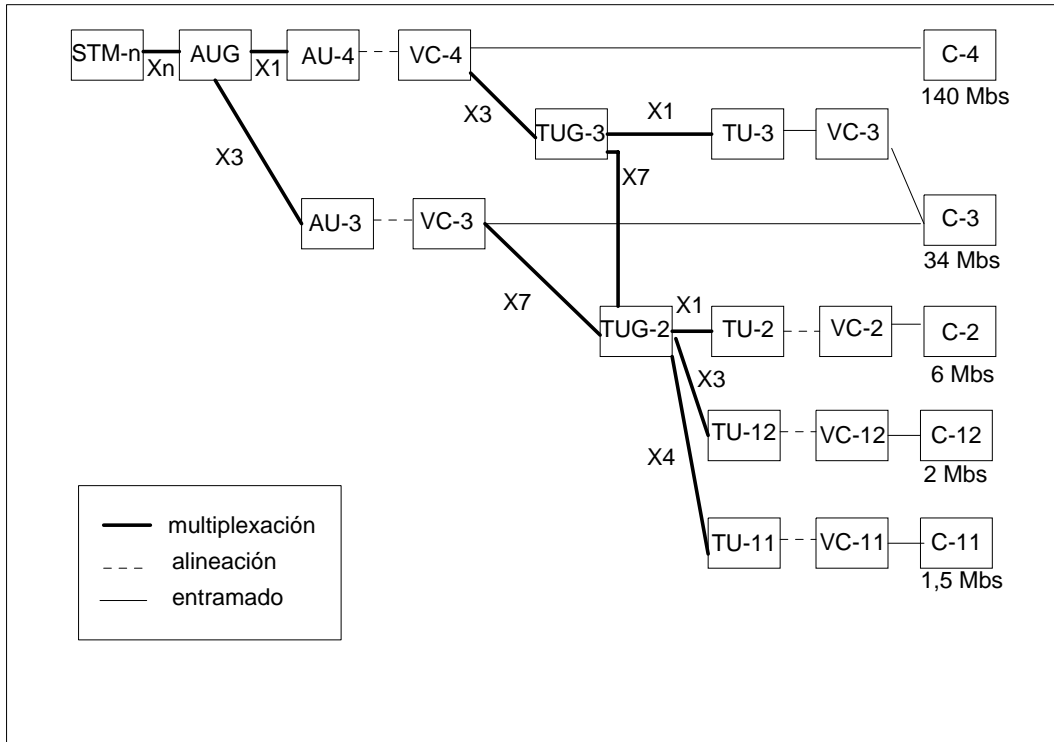 STM-n
Xn
AUG
X1
AU-4
VC-4
C-4
140 Mbs
X3
TUG-3
X1
TU-3
VC-3
X3
X7
AU-3
VC-3
C-3
34 Mbs
X7
TUG-2
X1
TU-2
VC-2
C-2
6 Mbs
X3
TU-12
VC-12
C-12
2 Mbs
X4
TU-11
VC-11
C-11
1,5 Mbs
multiplexación
alineación
entramado